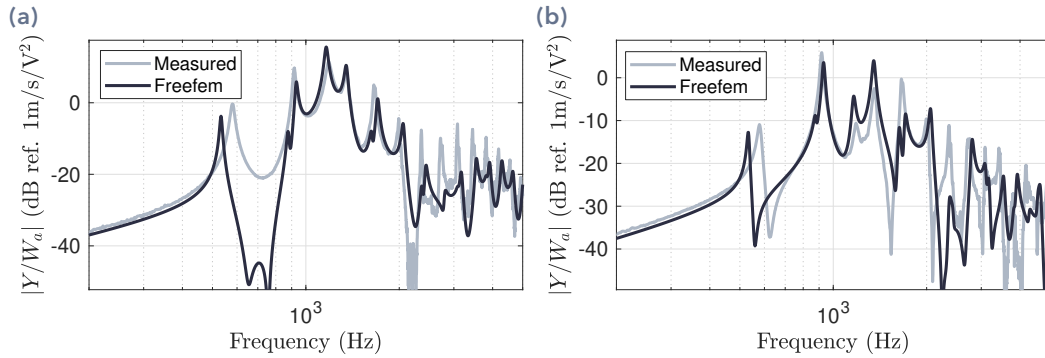 (a)
|Y/W_a| (dB ref. 1m/s/V²)
Measured
Freefem
0
-20
-40
10³
Frequency (Hz)
(b)
|Y/W_a| (dB ref. 1m/s/V²)
Measured
Freefem
0
-10
-20
-30
-40
10³
Frequency (Hz)